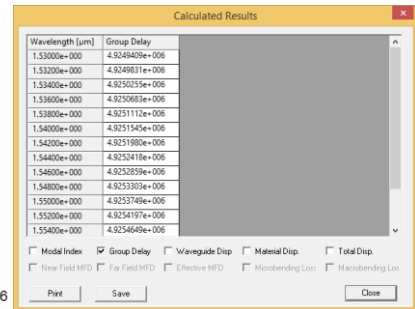 Calculated Results
Wavelength [µm] Group Delay
1.53000e+000 4.9249409e+006
1.53200e+000 4.9249831e+006
1.53400e+000 4.9250255e+006
1.53600e+000 4.9250683e+006
1.53800e+000 4.9251112e+006
1.54000e+000 4.9251545e+006
1.54200e+000 4.9251980e+006
1.54400e+000 4.9252418e+006
1.54600e+000 4.9252859e+006
1.54800e+000 4.9253303e+006
1.55000e+000 4.9253749e+006
1.55200e+000 4.9254197e+006
1.55400e+000 4.9254649e+006
Modal Index Group Delay Waveguide Disp Material Disp. Total Disp.
Near Field MFD Far Field MFD Effective MFD Microbending Loss Macrobending Los
6 Print Save Close